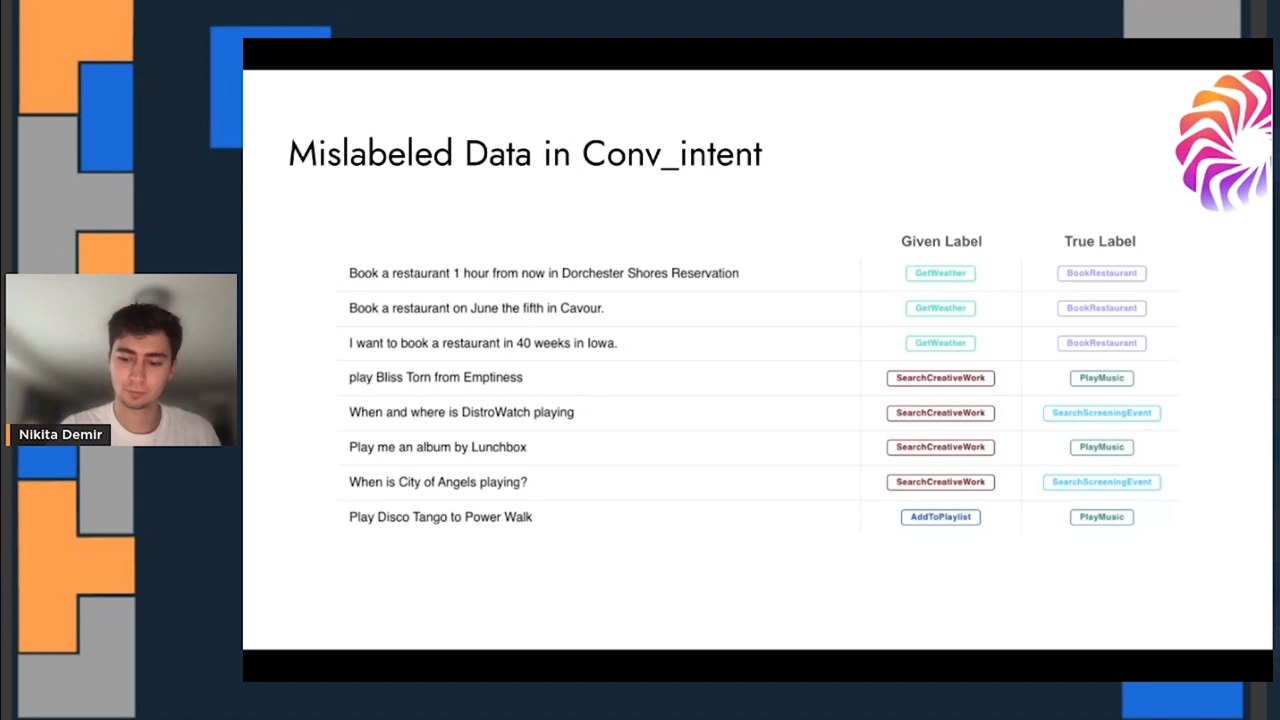 Mislabeled Data in Conv_intent
Given Label True Label
Book a restaurant 1 hour from now in Dorchester Shores Reservation GetWeather BookRestaurant
Book a restaurant on June the fifth in Cavour. GetWeather BookRestaurant
I want to book a restaurant in 40 weeks in Iowa. GetWeather BookRestaurant
play Bliss Torn from Emptiness SearchCreativeWork PlayMusic
When and where is DistroWatch playing SearchCreativeWork SearchScreeningEvent
Play me an album by Lunchbox SearchCreativeWork PlayMusic
When is City of Angels playing? SearchCreativeWork SearchScreeningEvent
Play Disco Tango to Power Walk AddToPlaylist PlayMusic
Nikita Demir